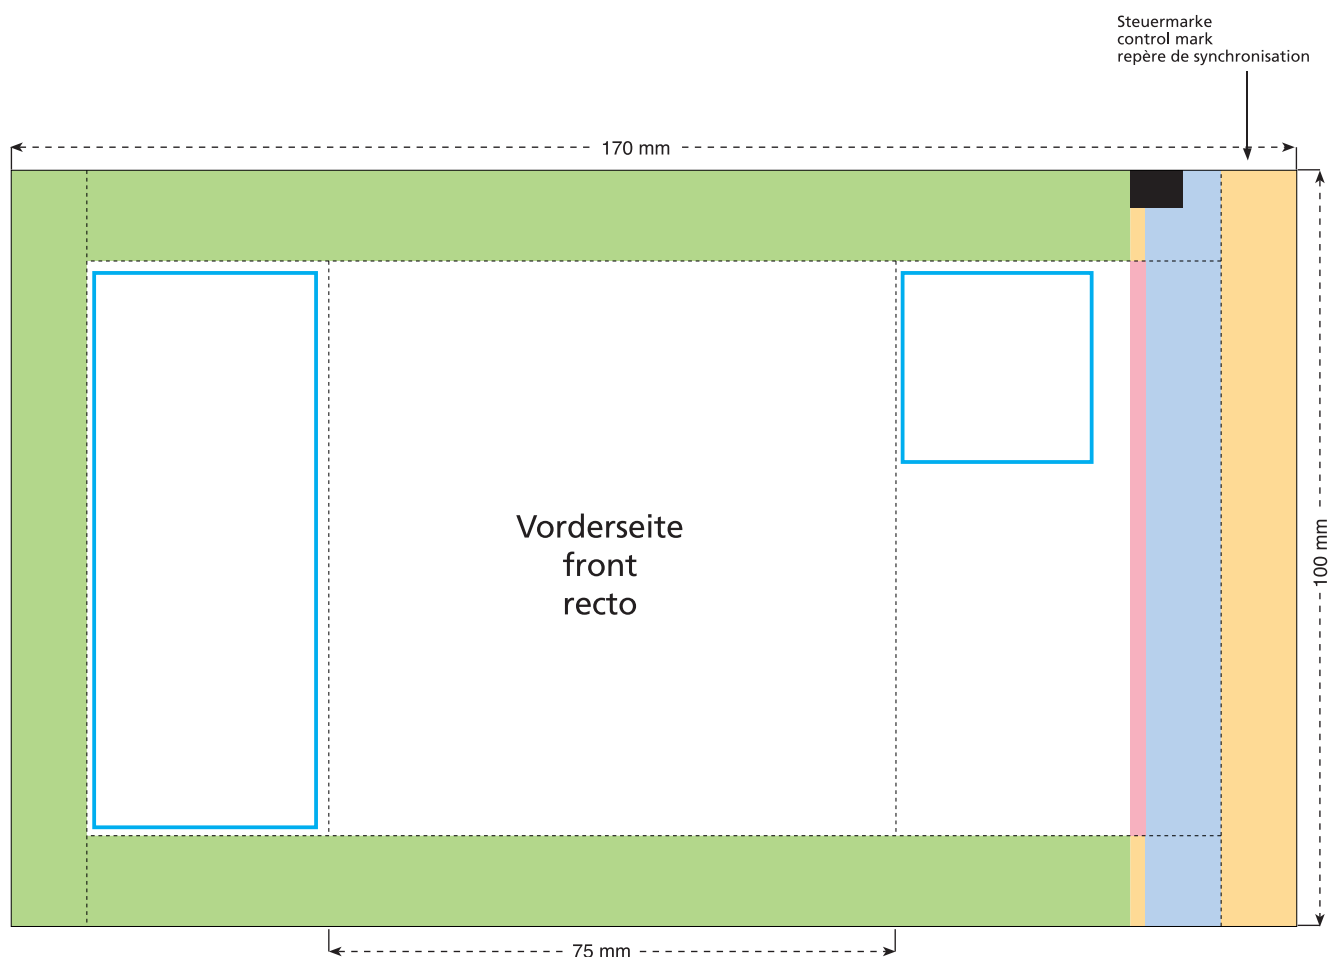 Steuermarke
control mark
repère de synchronisation
170 mm
Vorderseite
front
recto
100 mm
75 mm